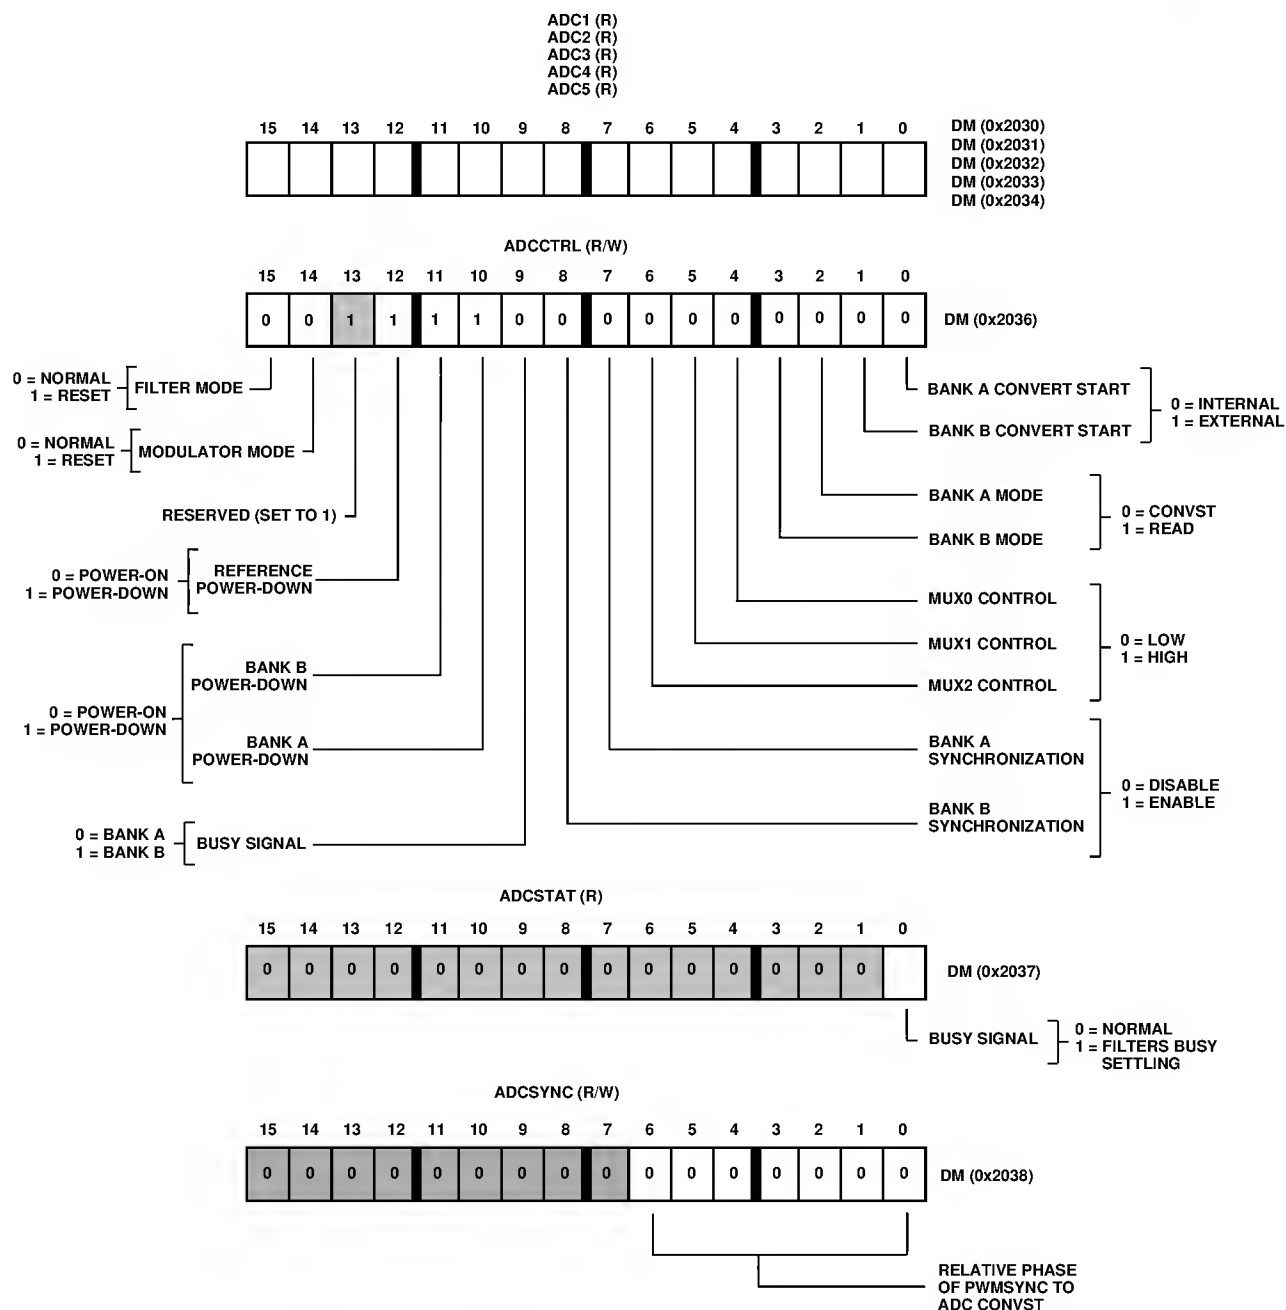 ADC1 (R)
ADC2 (R)
ADC3 (R)
ADC4 (R)
ADC5 (R)
15 14 13 12 11 10 9 8 7 6 5 4 3 2 1 0
DM (0x2030)
DM (0x2031)
DM (0x2032)
DM (0x2033)
DM (0x2034)
ADCCTRL (R/W)
15 14 13 12 11 10 9 8 7 6 5 4 3 2 1 0
0 0 1 1 1 1 0 0 0 0 0 0 0 0 0 0
DM (0x2036)
0 = NORMAL
1 = RESET
FILTER MODE
0 = NORMAL
1 = RESET
MODULATOR MODE
RESERVED (SET TO 1)
0 = POWER-ON
1 = POWER-DOWN
REFERENCE
POWER-DOWN
0 = POWER-ON
1 = POWER-DOWN
BANK B
POWER-DOWN
BANK A
POWER-DOWN
0 = BANK A
1 = BANK B
BUSY SIGNAL
BANK A CONVERT START
BANK B CONVERT START
0 = INTERNAL
1 = EXTERNAL
BANK A MODE
BANK B MODE
0 = CONVST
1 = READ
MUX0 CONTROL
MUX1 CONTROL
MUX2 CONTROL
0 = LOW
1 = HIGH
BANK A
SYNCHRONIZATION
BANK B
SYNCHRONIZATION
0 = DISABLE
1 = ENABLE
ADCSTAT (R)
15 14 13 12 11 10 9 8 7 6 5 4 3 2 1 0
0 0 0 0 0 0 0 0 0 0 0 0 0 0 0
DM (0x2037)
BUSY SIGNAL
0 = NORMAL
1 = FILTERS BUSY
SETTLING
ADCSYNC (R/W)
15 14 13 12 11 10 9 8 7 6 5 4 3 2 1 0
0 0 0 0 0 0 0 0 0 0 0 0 0 0 0 0
DM (0x2038)
RELATIVE PHASE
OF PWMSYNC TO
ADC CONVST